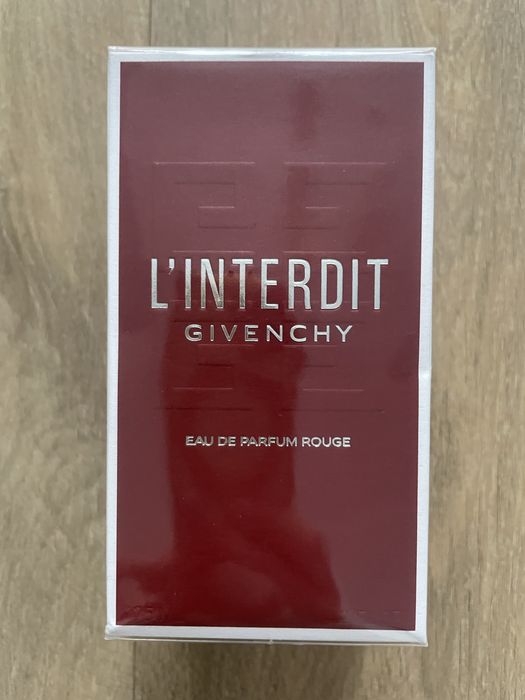 L'INTERDIT
GIVENCHY
EAU DE PARFUM ROUGE